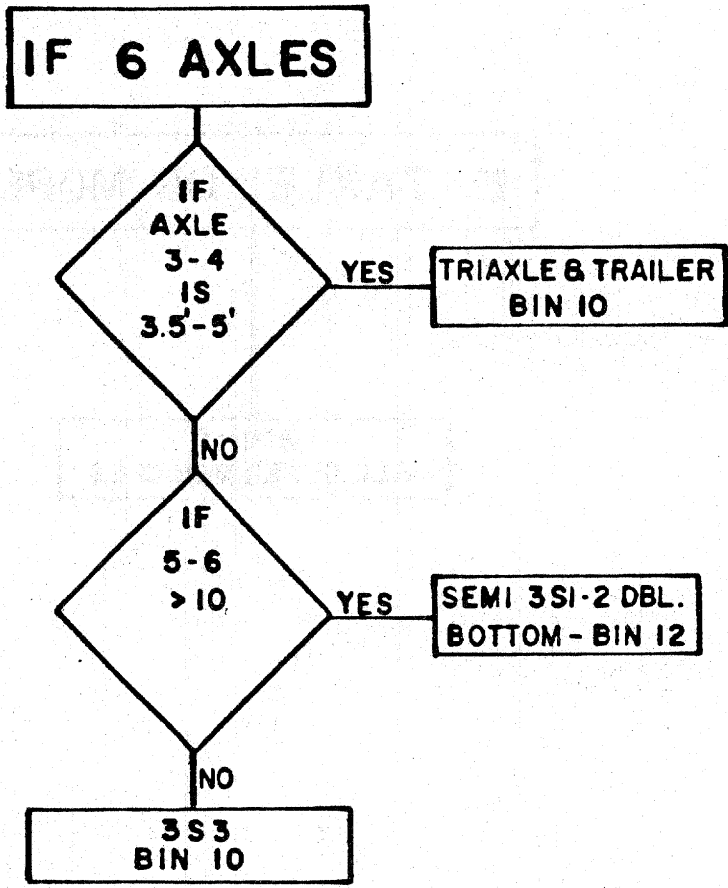 IF 6 AXLES
IF
AXLE
3-4
IS
3.5'-5'
YES
TRIAXLE & TRAILER
BIN 10
NO
IF
5-6
> 10
YES
SEMI 3S1-2 DBL.
BOTTOM - BIN 12
NO
3S3
BIN 10